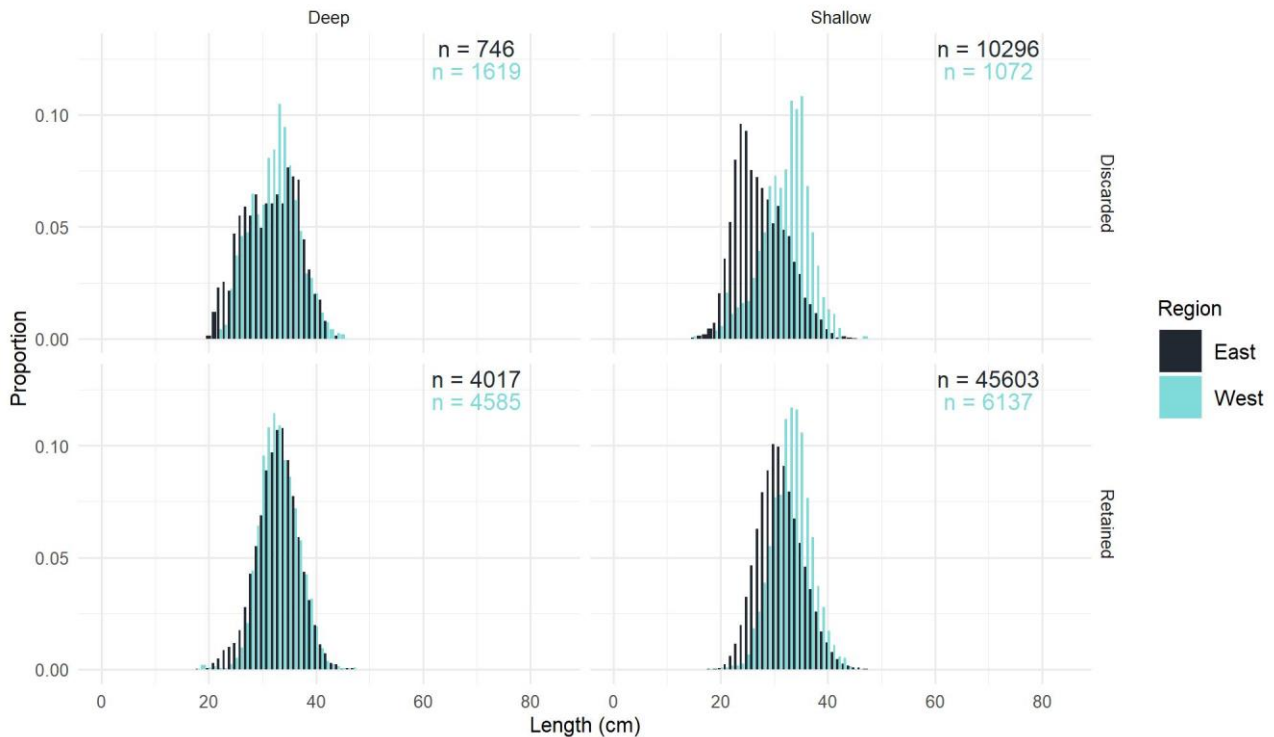 Deep
Shallow
n = 746
n = 1619
n = 10296
n = 1072
0.10
0.05
0.00
Discarded
n = 4017
n = 4585
n = 45603
n = 6137
0.10
0.05
0.00
Retained
Proportion
0 20 40 60 80
0 20 40 60 80
Length (cm)
Region
East
West